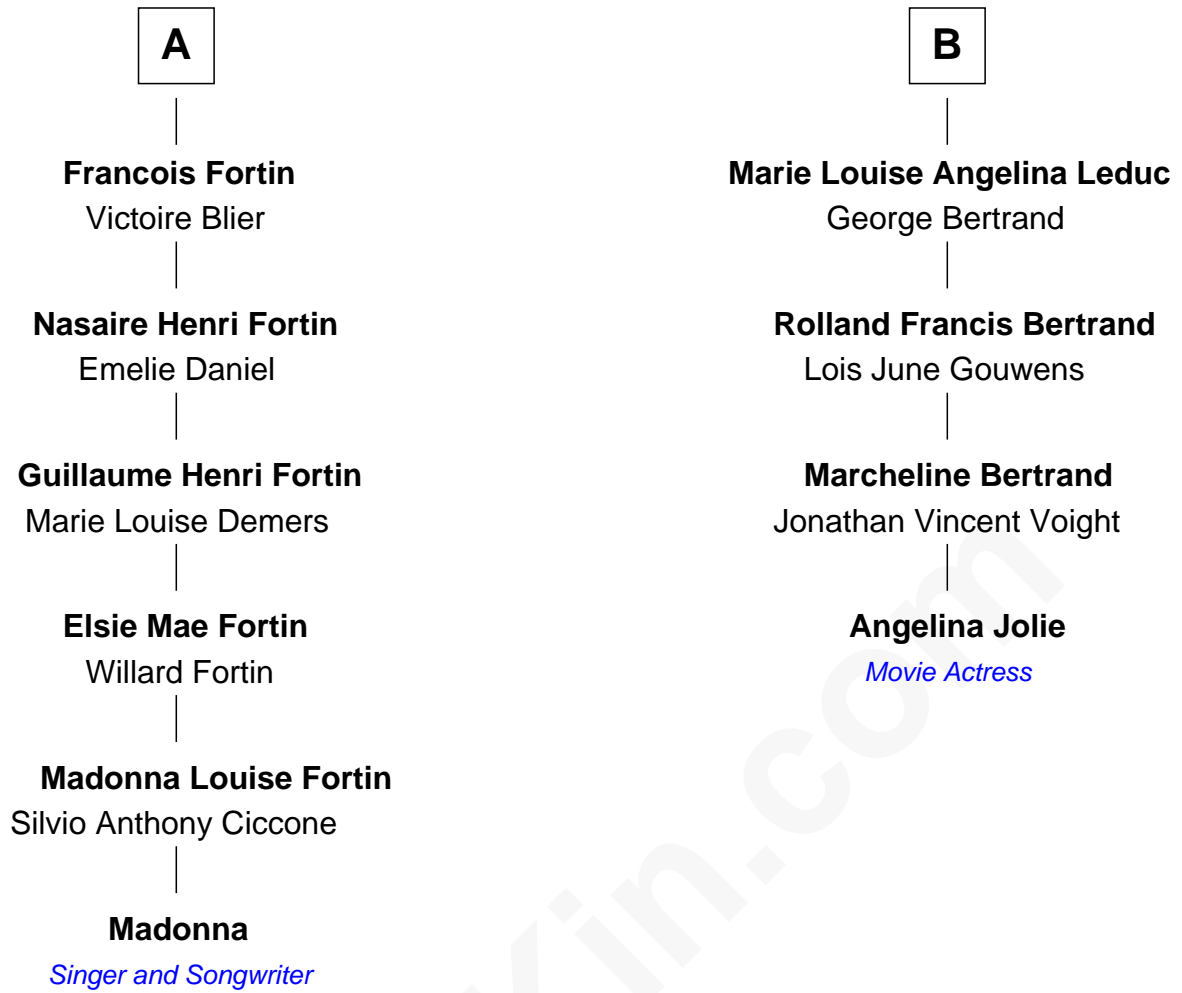 A
Francois Fortin
Victoire Blier
Nasaire Henri Fortin
Emelie Daniel
Guillaume Henri Fortin
Marie Louise Demers
Elsie Mae Fortin
Willard Fortin
Madonna Louise Fortin
Silvio Anthony Ciccone
Madonna
Singer and Songwriter
B
Marie Louise Angelina Leduc
George Bertrand
Rolland Francis Bertrand
Lois June Gouwens
Marcheline Bertrand
Jonathan Vincent Voight
Angelina Jolie
Movie Actress
Kin.com